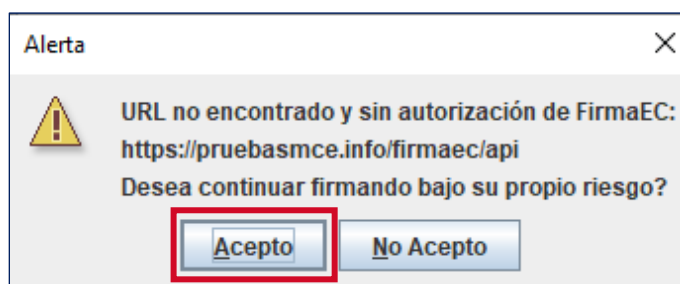 Alerta
URL no encontrado y sin autorización de FirmaEC:
https://pruebasmce.info/firmaec/api
Desea continuar firmando bajo su propio riesgo?
Acepto
No Acepto